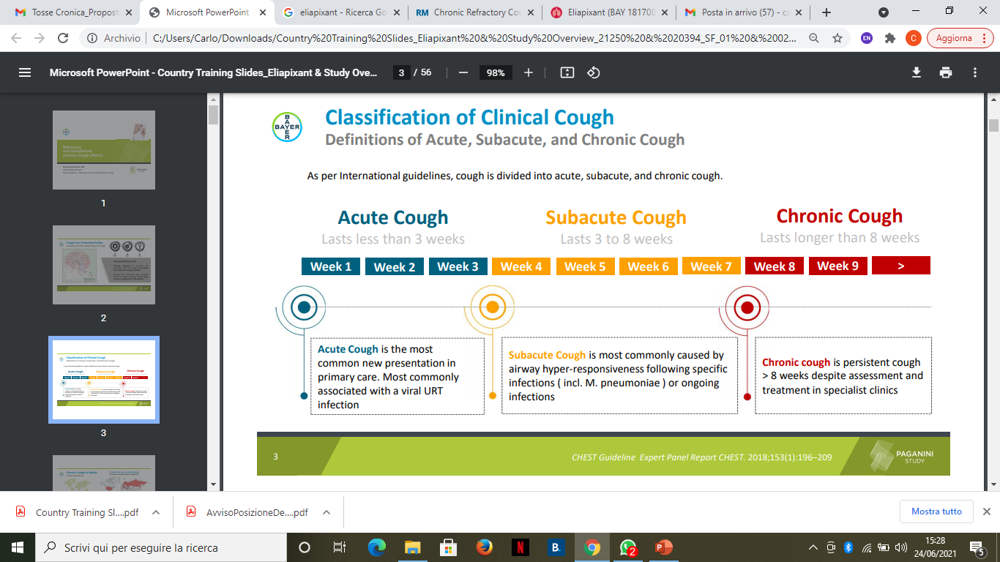 Tosse Cronica_Propost
Microsoft PowerPoint
eliapixant - Ricerca Go
Chronic Refractory Cou
Eliapixant (BAY 181708
Posta in arrivo (57) - ca
Archivio
C:/Users/Carlo/Downloads/Country%20Training%20Slides_Eliapixant%20&%20Study%20Overview_21250%20&%2020394_SF_01%20&%2002...
EN
C
Aggiorna
Microsoft PowerPoint - Country Training Slides_Eliapixant & Study Ove...
3 / 56
98%
1
2
3
BAYER
BAYER
Classification of Clinical Cough
Definitions of Acute, Subacute, and Chronic Cough
As per International guidelines, cough is divided into acute, subacute, and chronic cough.
Acute Cough
Lasts less than 3 weeks
Subacute Cough
Lasts 3 to 8 weeks
Chronic Cough
Lasts longer than 8 weeks
Week 1 Week 2 Week 3 Week 4 Week 5 Week 6 Week 7 Week 8 Week 9 >
Acute Cough is the most
common new presentation in
primary care. Most commonly
associated with a viral URT
infection
Subacute Cough is most commonly caused by
airway hyper-responsiveness following specific
infections ( incl. M. pneumoniae ) or ongoing
infections
Chronic cough is persistent cough
> 8 weeks despite assessment and
treatment in specialist clinics
3
CHEST Guideline Expert Panel Report CHEST. 2018;153(1):196–209
PAGANINI
STUDY
Country Training Sl....pdf
AvvisoPosizioneDe....pdf
Mostra tutto
Scrivi qui per eseguire la ricerca
N
B.
2
P
15:28
24/06/2021
5